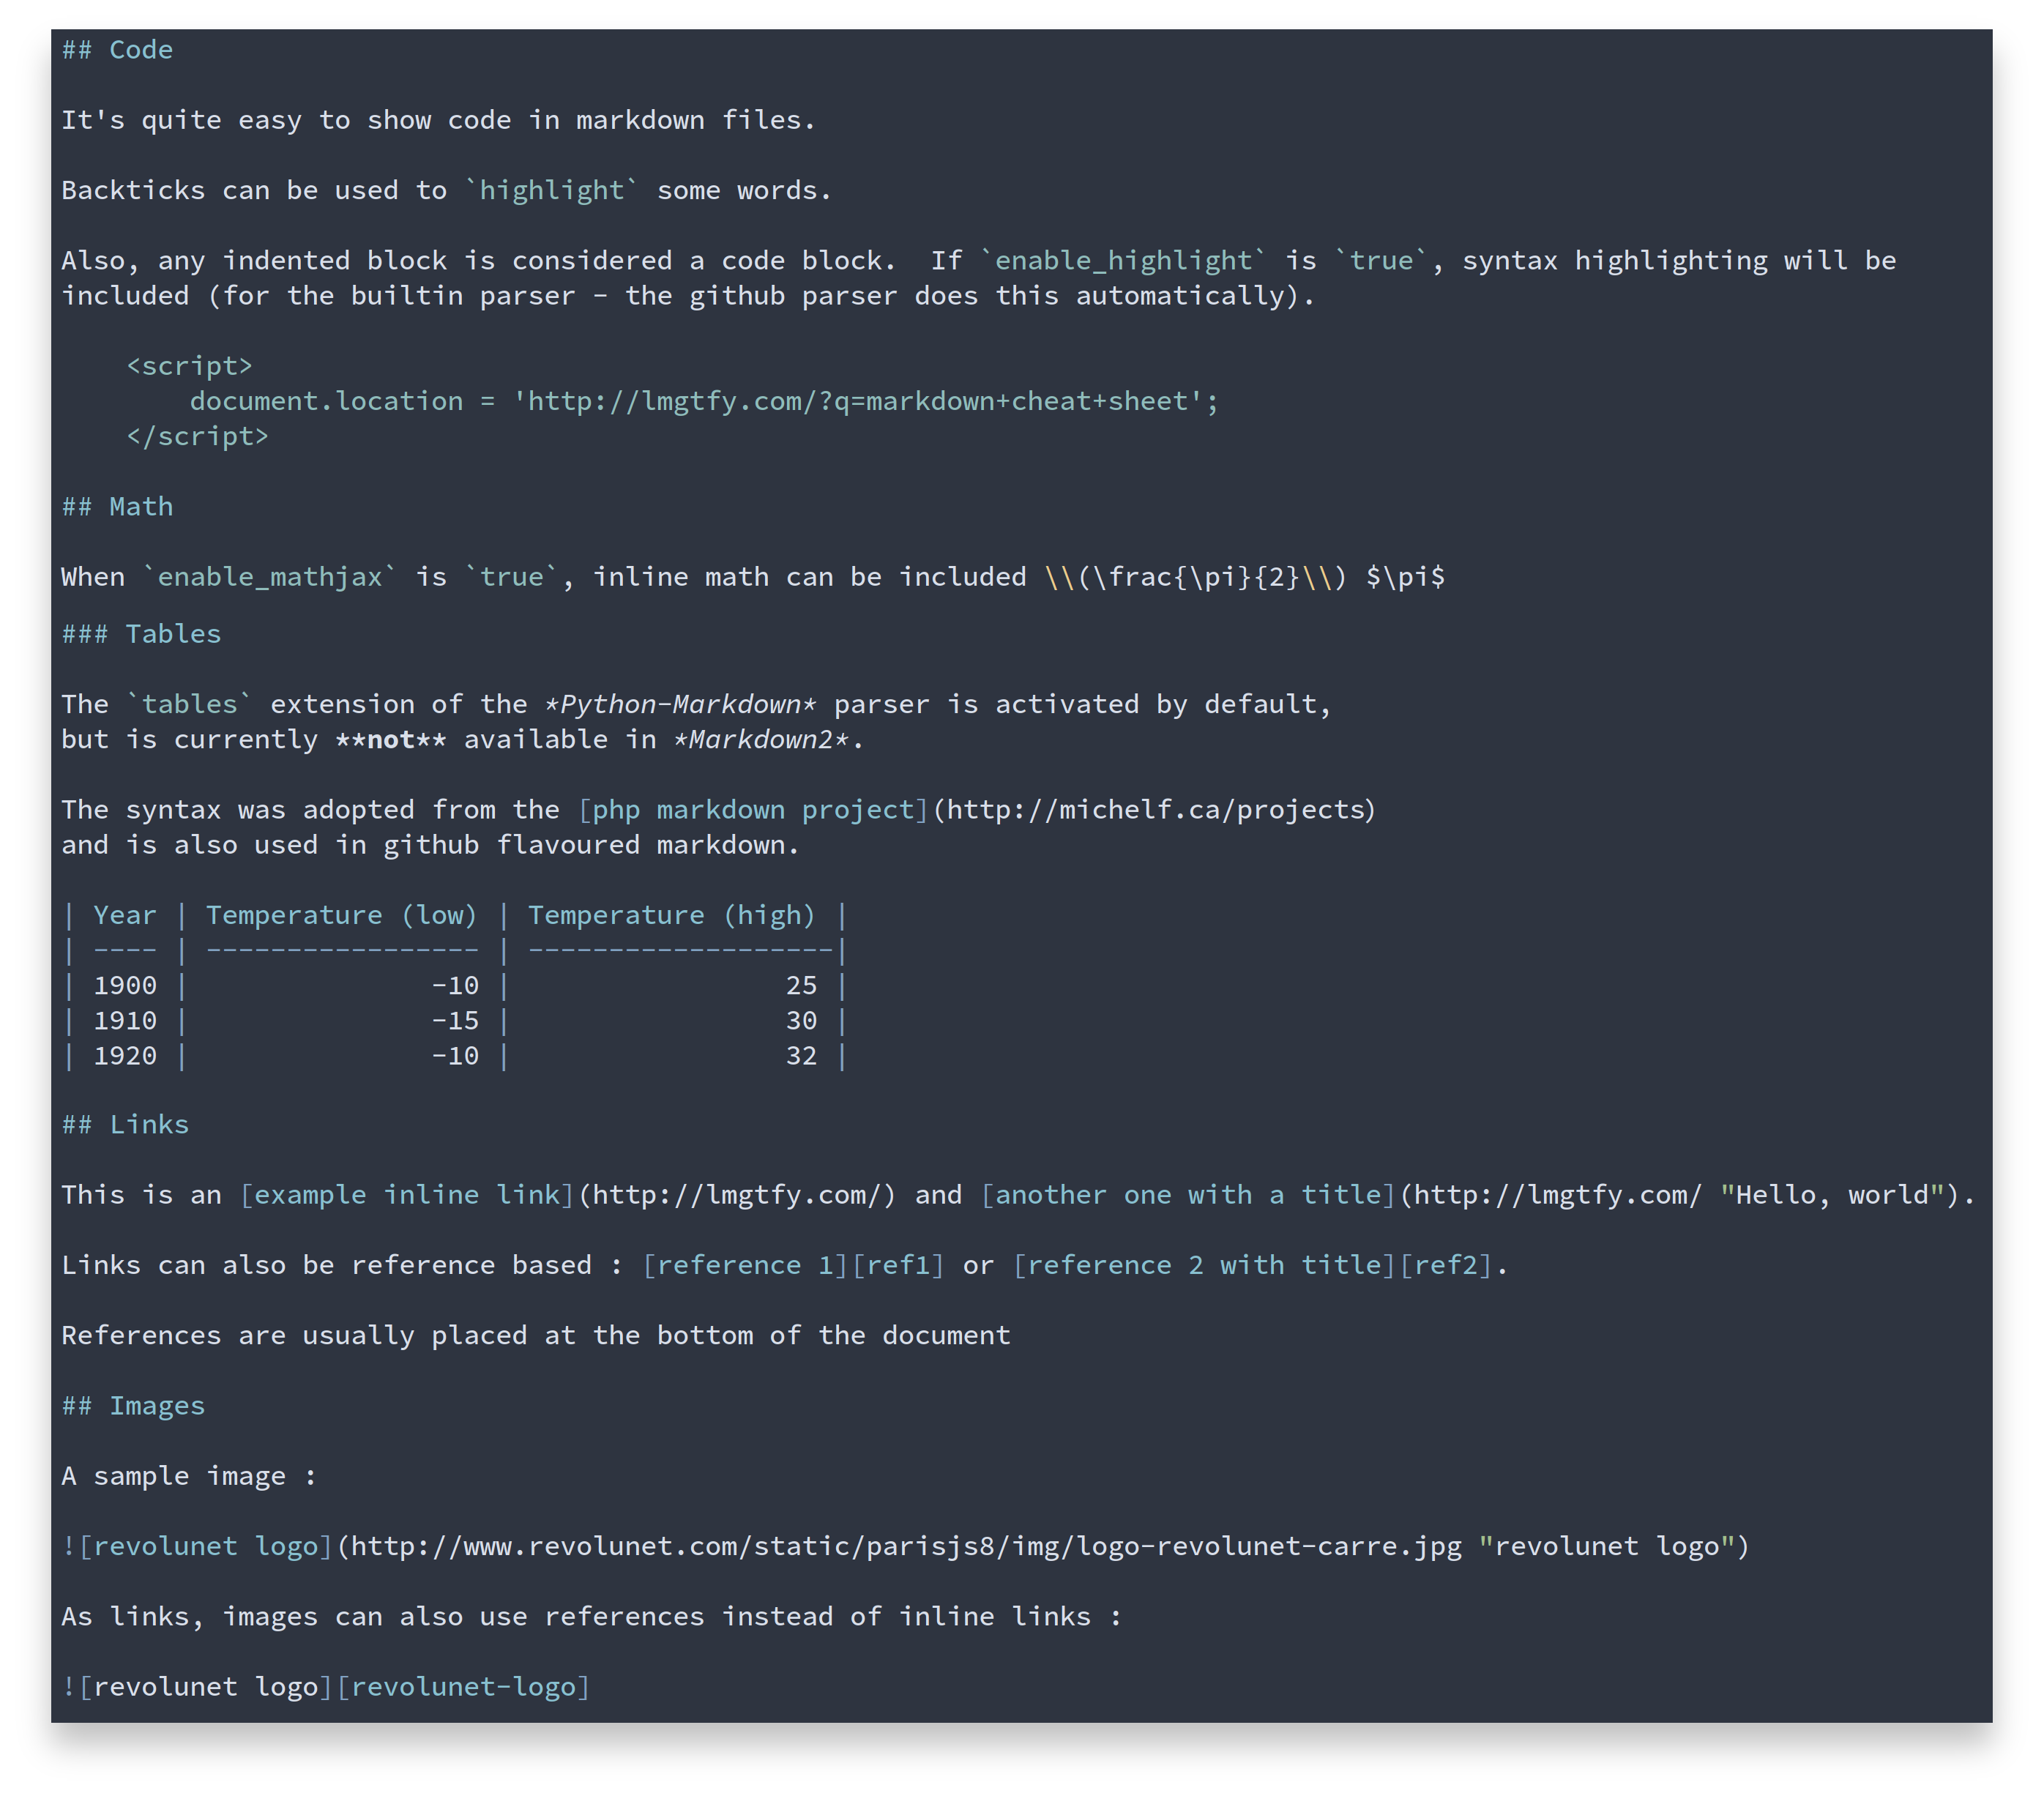 ## Code

It's quite easy to show code in markdown files.

Backticks can be used to `highlight` some words.

Also, any indented block is considered a code block.  If `enable_highlight` is `true`, syntax highlighting will be
included (for the builtin parser - the github parser does this automatically).

    <script>
        document.location = 'http://lmgtfy.com/?q=markdown+cheat+sheet';
    </script>

## Math

When `enable_mathjax` is `true`, inline math can be included \\(\frac{\pi}{2}\\) $\pi$

### Tables

The `tables` extension of the *Python-Markdown* parser is activated by default,
but is currently **not** available in *Markdown2*.

The syntax was adopted from the [php markdown project](http://michelf.ca/projects)
and is also used in github flavoured markdown.

| Year | Temperature (low) | Temperature (high) |
| ---- | ----------------- | -------------------|
| 1900 |               -10 |                 25 |
| 1910 |               -15 |                 30 |
| 1920 |               -10 |                 32 |

## Links

This is an [example inline link](http://lmgtfy.com/) and [another one with a title](http://lmgtfy.com/ "Hello, world").

Links can also be reference based : [reference 1][ref1] or [reference 2 with title][ref2].

References are usually placed at the bottom of the document

## Images

A sample image :

![revolunet logo](http://www.revolunet.com/static/parisjs8/img/logo-revolunet-carre.jpg "revolunet logo")

As links, images can also use references instead of inline links :

![revolunet logo][revolunet-logo]